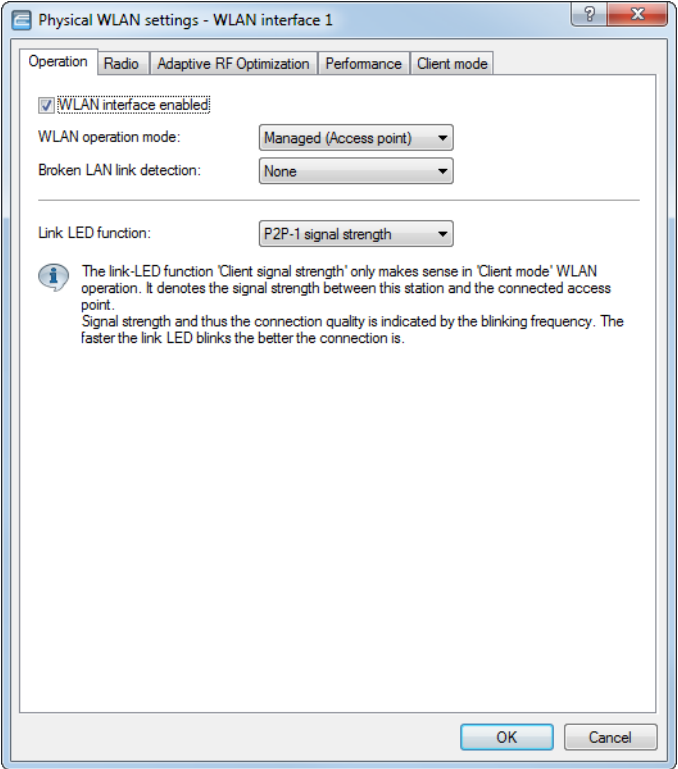 Physical WLAN settings - WLAN interface 1
Operation Radio Adaptive RF Optimization Performance Client mode
WLAN interface enabled
WLAN operation mode: Managed (Access point)
Broken LAN link detection: None
Link LED function: P2P-1 signal strength
The link-LED function 'Client signal strength' only makes sense in 'Client mode' WLAN
operation. It denotes the signal strength between this station and the connected access
point.
Signal strength and thus the connection quality is indicated by the blinking frequency. The
faster the link LED blinks the better the connection is.
OK Cancel